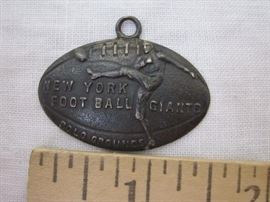 NEW YORK
FOOT BALL GIANTS
POLO GROUNDS
1
2